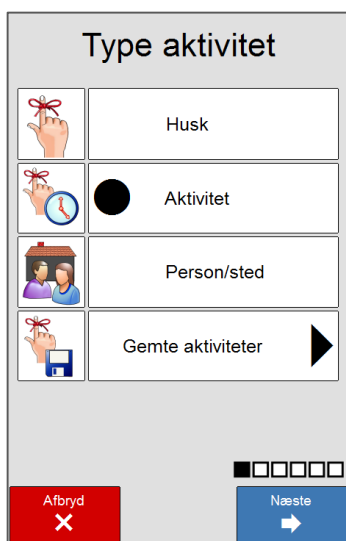 Type aktivitet
Husk
Aktivitet
Person/sted
Gemte aktiviteter
Afbryd
Næste